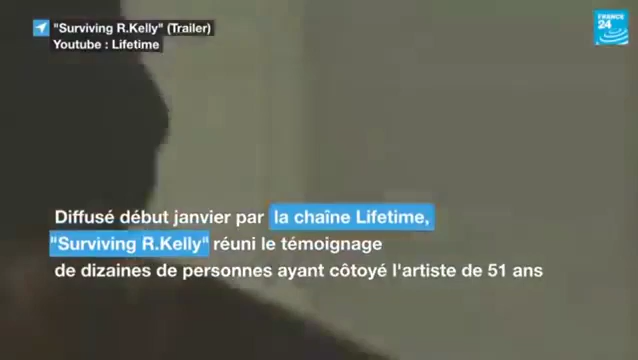 "Surviving R.Kelly" (Trailer)
Youtube : Lifetime
FRANCE
24
Diffusé début janvier par la chaîne Lifetime,
"Surviving R.Kelly" réuni le témoignage
de dizaines de personnes ayant côtoyé l'artiste de 51 ans